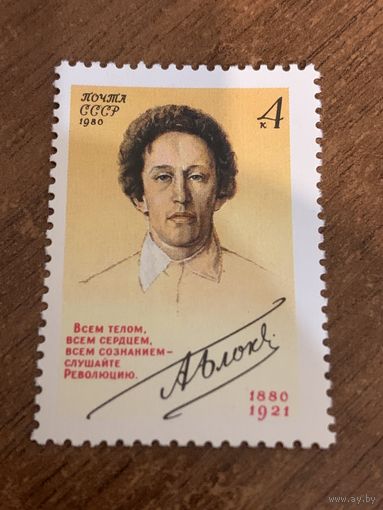 ПОЧТА
СССР
1980
4
к
Всем телом,
всем сердцем,
всем сознанием—
слушайте
Революцию.
А Блокъ
1880
1921
www.ay.by